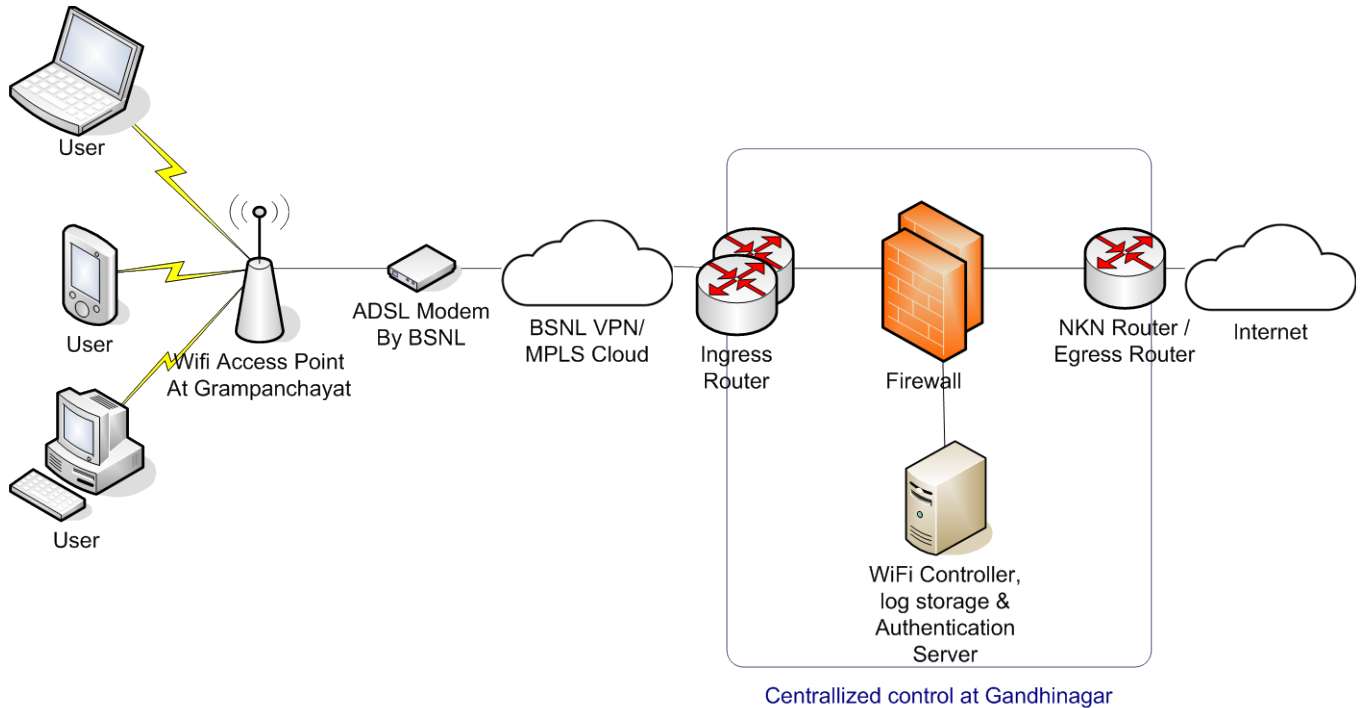 User
User
User
Wifi Access Point
At Grampanchayat
ADSL Modem
By BSNL
BSNL VPN/
MPLS Cloud
Ingress
Router
Firewall
NKN Router /
Egress Router
Internet
WiFi Controller,
log storage &
Authentication
Server
Centrallized control at Gandhinagar